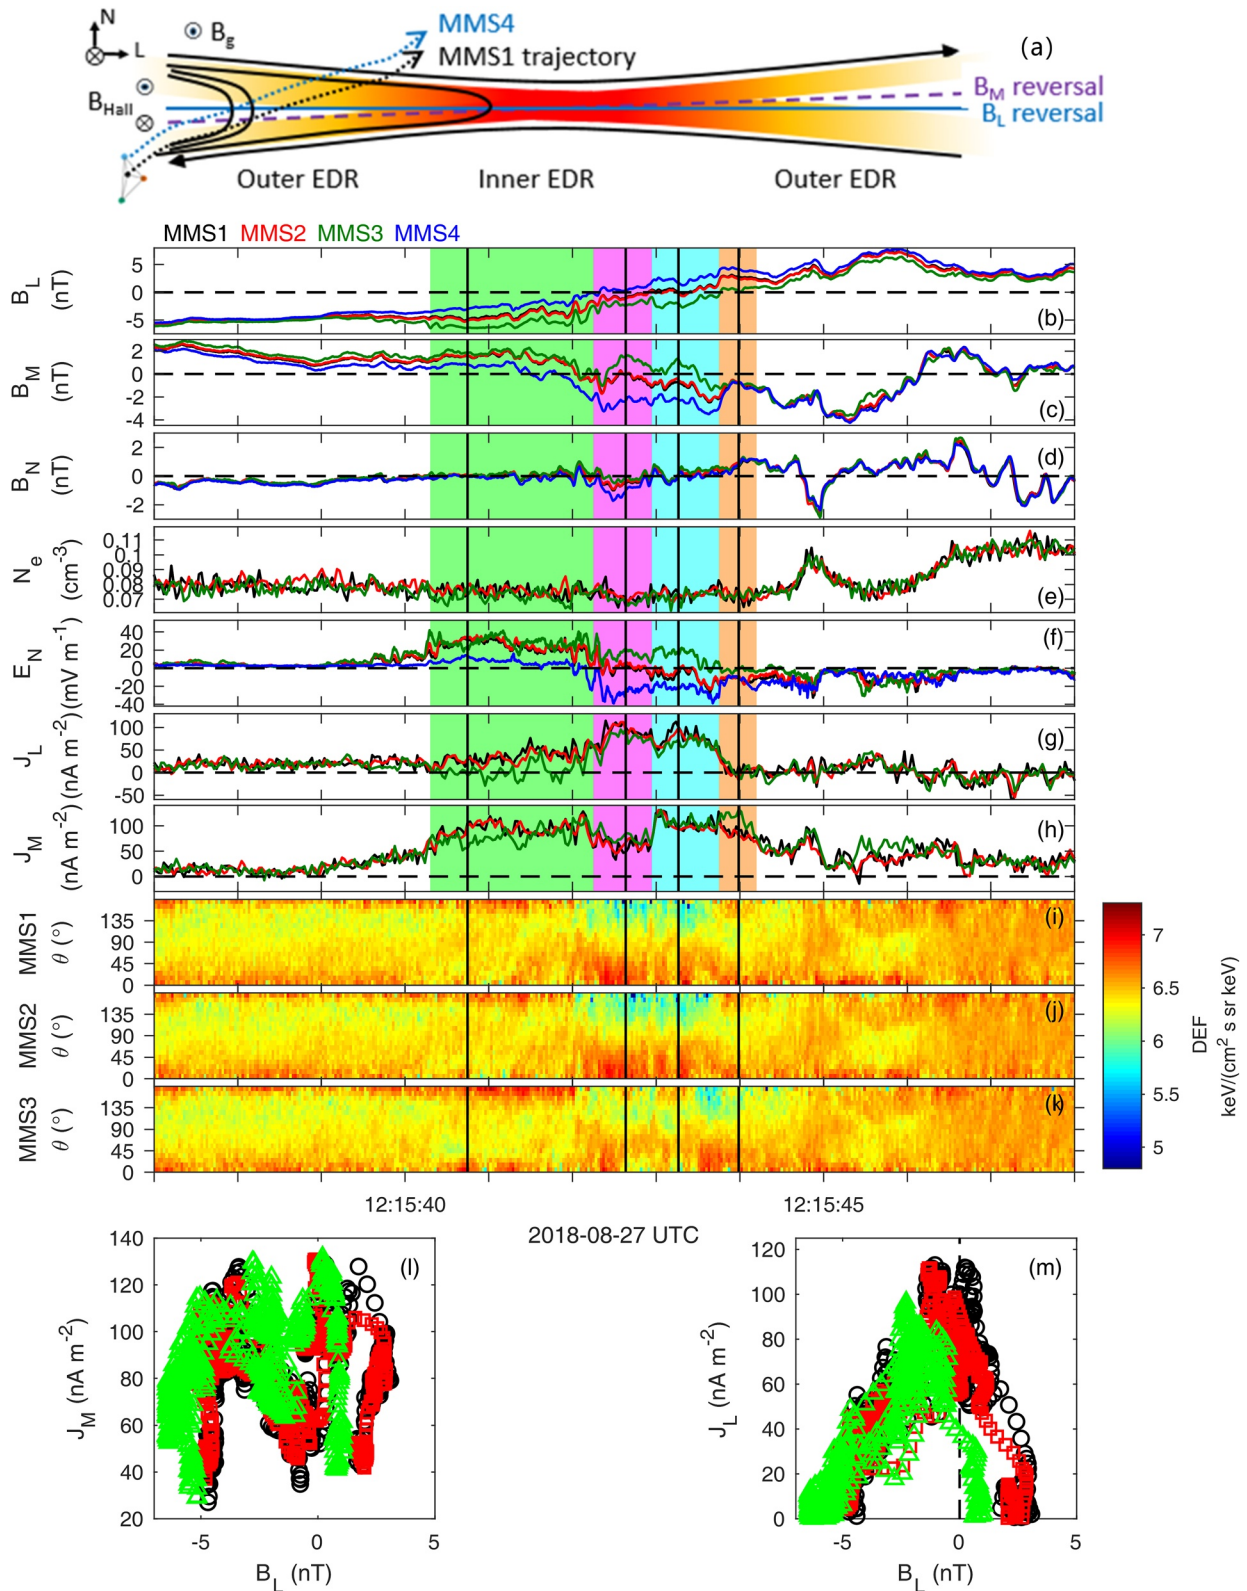 N
L
B_g
MMS4
MMS1 trajectory
(a)
B_Hall
B_M reversal
B_L reversal
Outer EDR
Inner EDR
Outer EDR
MMS1 MMS2 MMS3 MMS4
B_L (nT)
5
0
-5
(b)
B_M (nT)
2
0
-2
-4
(c)
B_N (nT)
2
0
-2
(d)
N_e (cm^-3)
0.11
0.09
0.08
0.07
(e)
E_N (mV m^-1)
40
20
0
-20
-40
(f)
J_L (nA m^-2)
100
50
0
-50
(g)
J_M (nA m^-2)
100
50
0
(h)
MMS1 θ (°)
135
90
45
0
(i)
MMS2 θ (°)
135
90
45
0
(j)
MMS3 θ (°)
135
90
45
0
(k)
7
6.5
6
5.5
5
DEF
keV/(cm^2 s sr keV)
12:15:40
12:15:45
2018-08-27 UTC
140
120
100
80
60
40
20
J_M (nA m^-2)
(l)
-5
0
5
B_L (nT)
120
100
80
60
40
20
0
J_L (nA m^-2)
(m)
-5
0
5
B_L (nT)